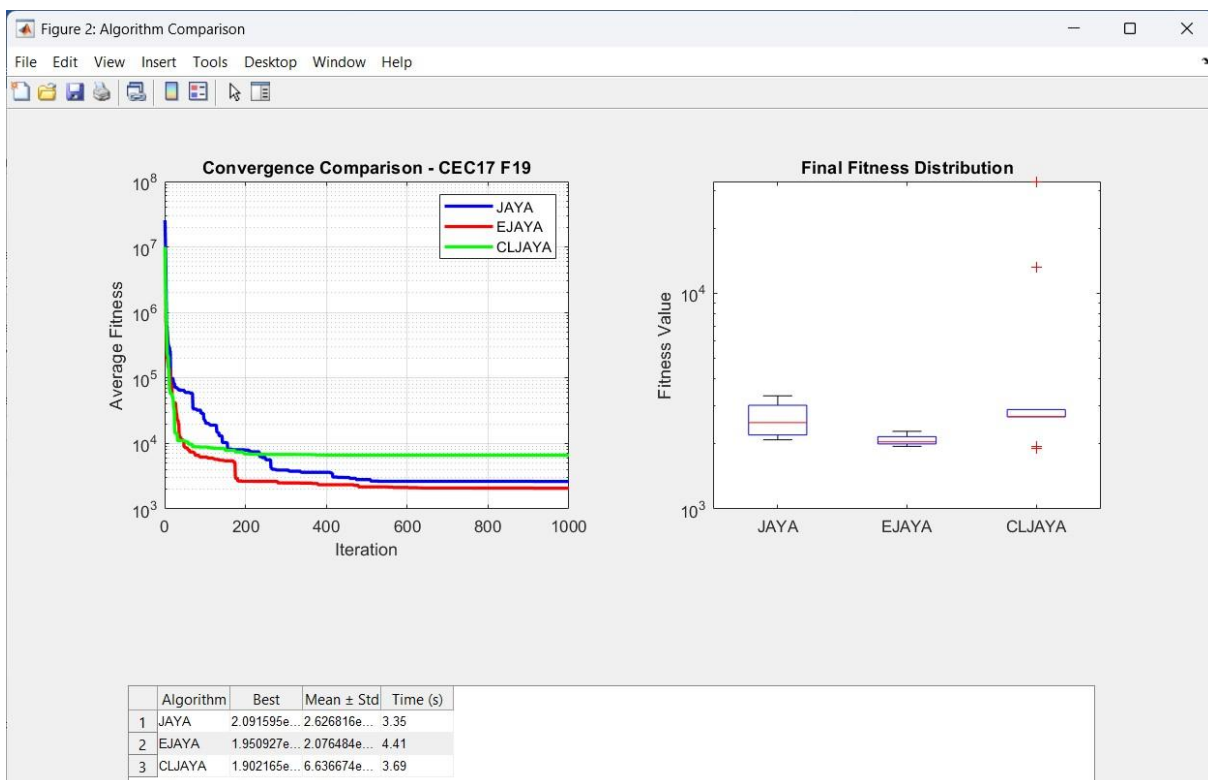 Figure 2: Algorithm Comparison
File Edit View Insert Tools Desktop Window Help
Convergence Comparison - CEC17 F19
10^8
10^7
10^6
10^5
10^4
10^3
Average Fitness
JAYA
EJAYA
CLJAYA
0 200 400 600 800 1000
Iteration
Final Fitness Distribution
10^4
10^3
Fitness Value
JAYA EJAYA CLJAYA
Algorithm Best Mean ± Std Time (s)
1 JAYA 2.091595e... 2.626816e... 3.35
2 EJAYA 1.950927e... 2.076484e... 4.41
3 CLJAYA 1.902165e... 6.636674e... 3.69